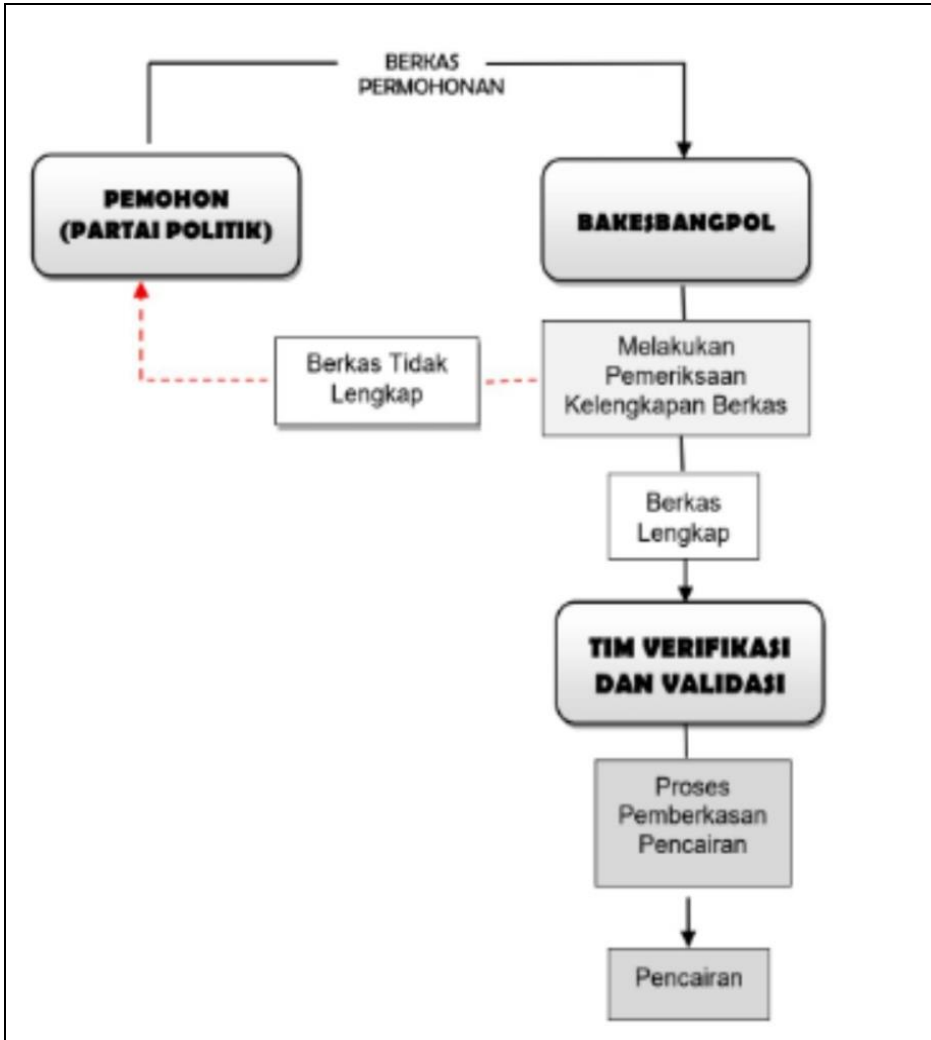 BERKAS
PERMOHONAN
PEMOHON
(PARTAI POLITIK)
BAKESBANGPOL
Melakukan
Pemeriksaan
Kelengkapan Berkas
Berkas Tidak
Lengkap
Berkas
Lengkap
TIM VERIFIKASI
DAN VALIDASI
Proses
Pemberkasan
Pencairan
Pencairan